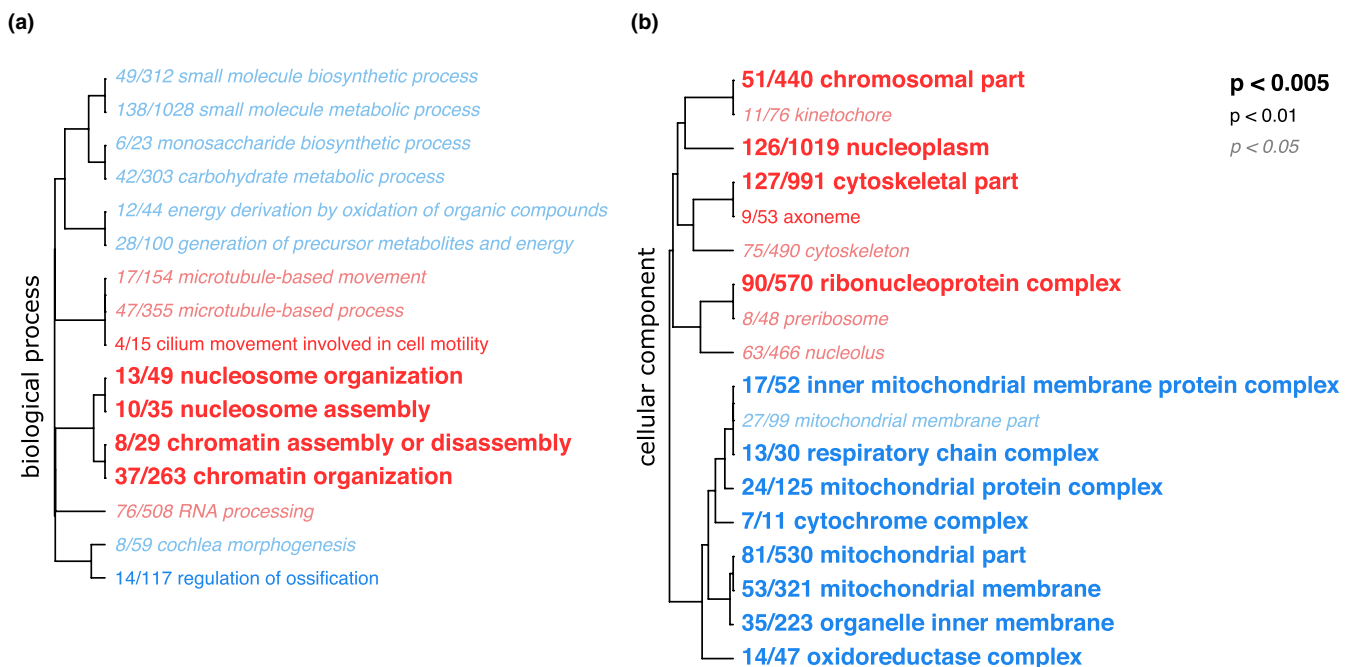 (a)
49/312 small molecule biosynthetic process
138/1028 small molecule metabolic process
6/23 monosaccharide biosynthetic process
42/303 carbohydrate metabolic process
12/44 energy derivation by oxidation of organic compounds
28/100 generation of precursor metabolites and energy
17/154 microtubule-based movement
47/355 microtubule-based process
4/15 cilium movement involved in cell motility
13/49 nucleosome organization
10/35 nucleosome assembly
8/29 chromatin assembly or disassembly
37/263 chromatin organization
76/508 RNA processing
8/59 cochlea morphogenesis
14/117 regulation of ossification
biological process
(b)
51/440 chromosomal part
11/76 kinetochore
126/1019 nucleoplasm
127/991 cytoskeletal part
9/53 axoneme
75/490 cytoskeleton
90/570 ribonucleoprotein complex
8/48 preribosome
63/466 nucleolus
17/52 inner mitochondrial membrane protein complex
27/99 mitochondrial membrane part
13/30 respiratory chain complex
24/125 mitochondrial protein complex
7/11 cytochrome complex
81/530 mitochondrial part
53/321 mitochondrial membrane
35/223 organelle inner membrane
14/47 oxidoreductase complex
cellular component
p < 0.005
p < 0.01
p < 0.05